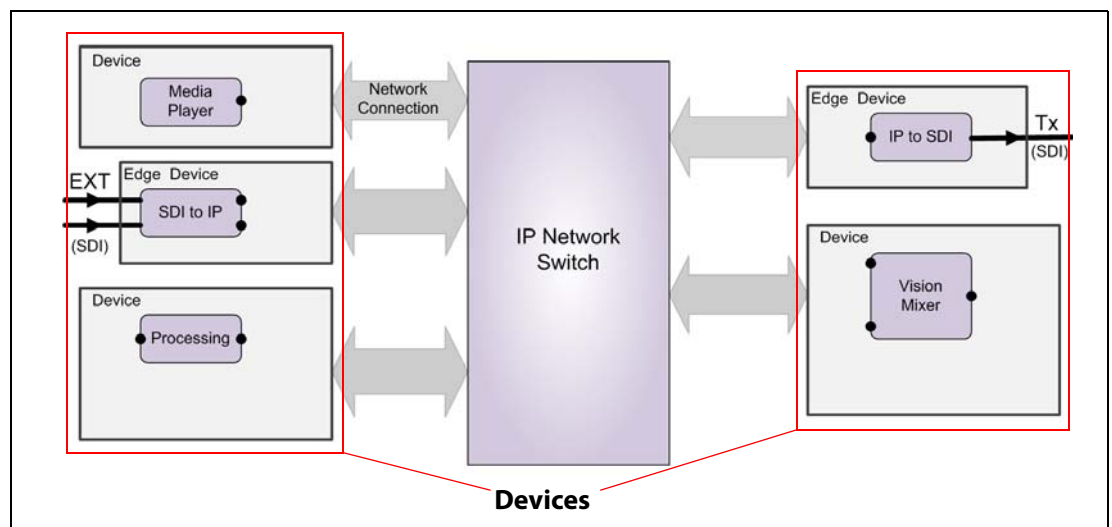 Device
Media
Player
Network
Connection
EXT
(SDI)
Edge Device
SDI to IP
Device
Processing
IP Network
Switch
Edge Device
IP to SDI
Tx
(SDI)
Device
Vision
Mixer
Devices